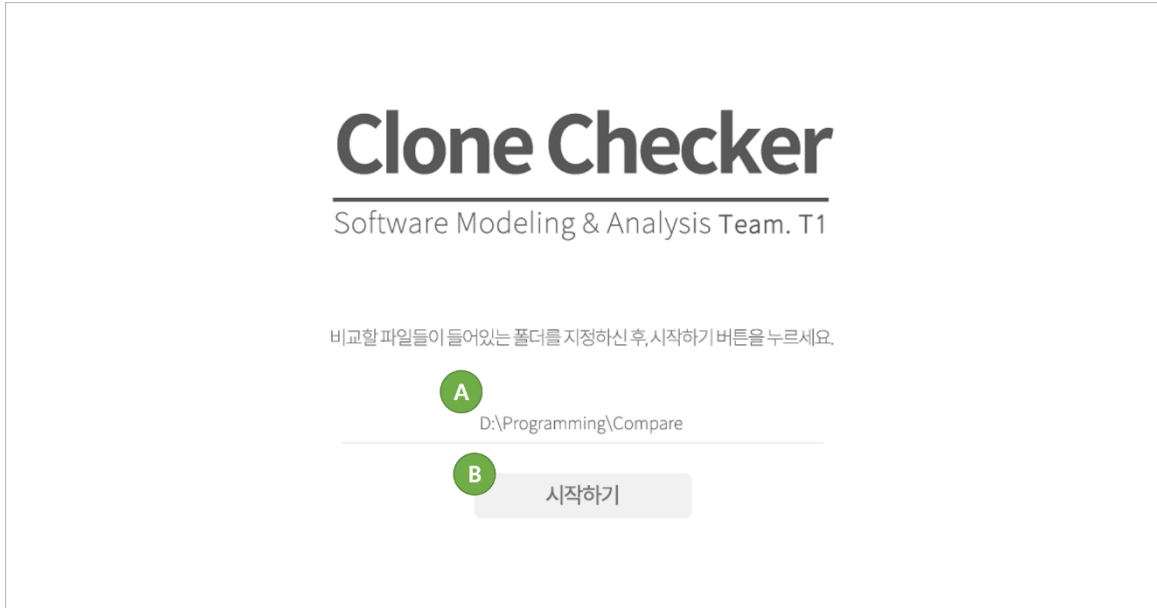 Clone Checker
Software Modeling & Analysis Team. T1
비교할 파일들이 들어있는 폴더를 지정하신 후, 시작하기 버튼을 누르세요.
A
D:\Programming\Compare
B
시작하기